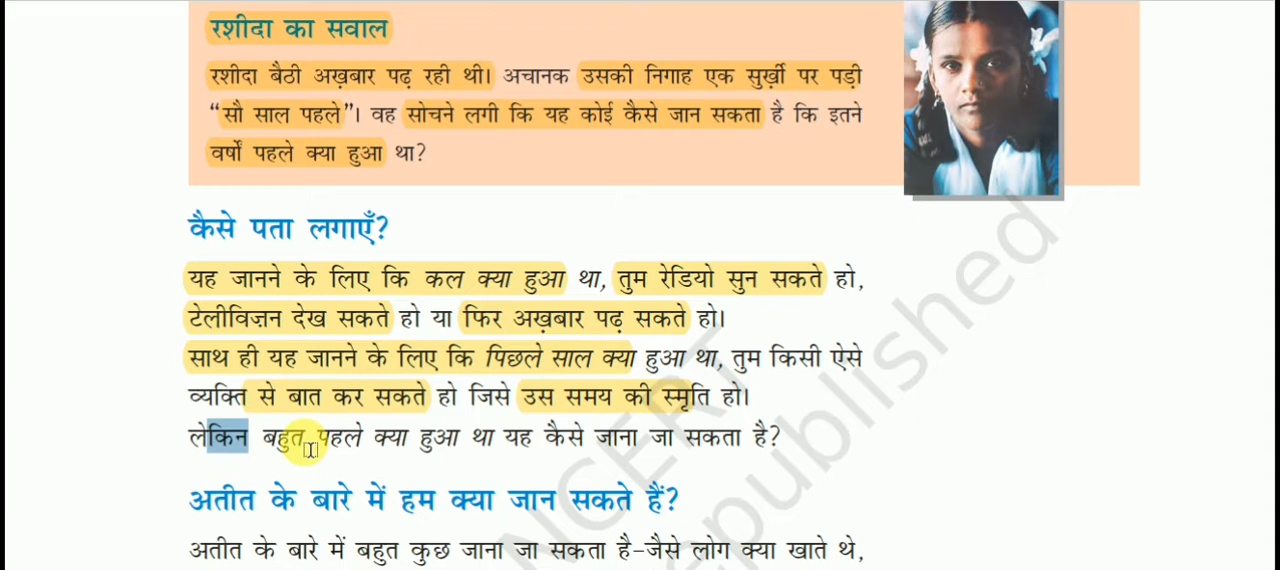 रशीदा का सवाल
रशीदा बैठी अख़बार पढ़ रही थी। अचानक उसकी निगाह एक सुर्ख़ी पर पड़ी
“सौ साल पहले”। वह सोचने लगी कि यह कोई कैसे जान सकता है कि इतने
वर्षों पहले क्या हुआ था?
कैसे पता लगाएँ?
यह जानने के लिए कि कल क्या हुआ था, तुम रेडियो सुन सकते हो,
टेलीविज़न देख सकते हो या फिर अख़बार पढ़ सकते हो।
साथ ही यह जानने के लिए कि पिछले साल क्या हुआ था, तुम किसी ऐसे
व्यक्ति से बात कर सकते हो जिसे उस समय की स्मृति हो।
लेकिन बहुत पहले क्या हुआ था यह कैसे जाना जा सकता है?
अतीत के बारे में हम क्या जान सकते हैं?
अतीत के बारे में बहुत कुछ जाना जा सकता है–जैसे लोग क्या खाते थे,
NCERT
republished